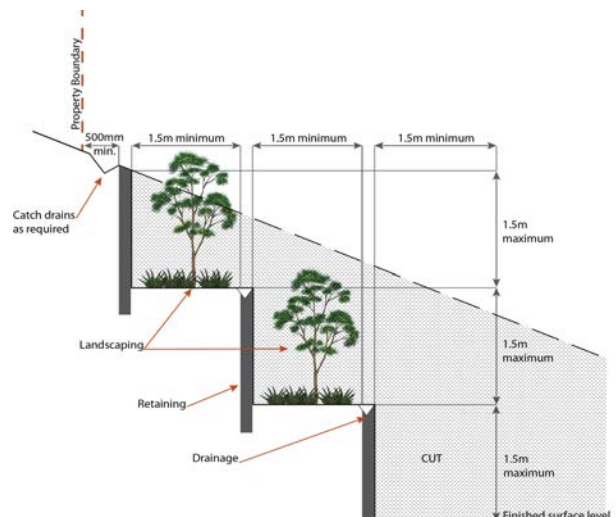 Property Boundary
500mm
min.
1.5m minimum
1.5m minimum
1.5m minimum
Catch drains
as required
1.5m
maximum
Landscaping
1.5m
maximum
Retaining
Drainage
CUT
1.5m
maximum
Finished surface level